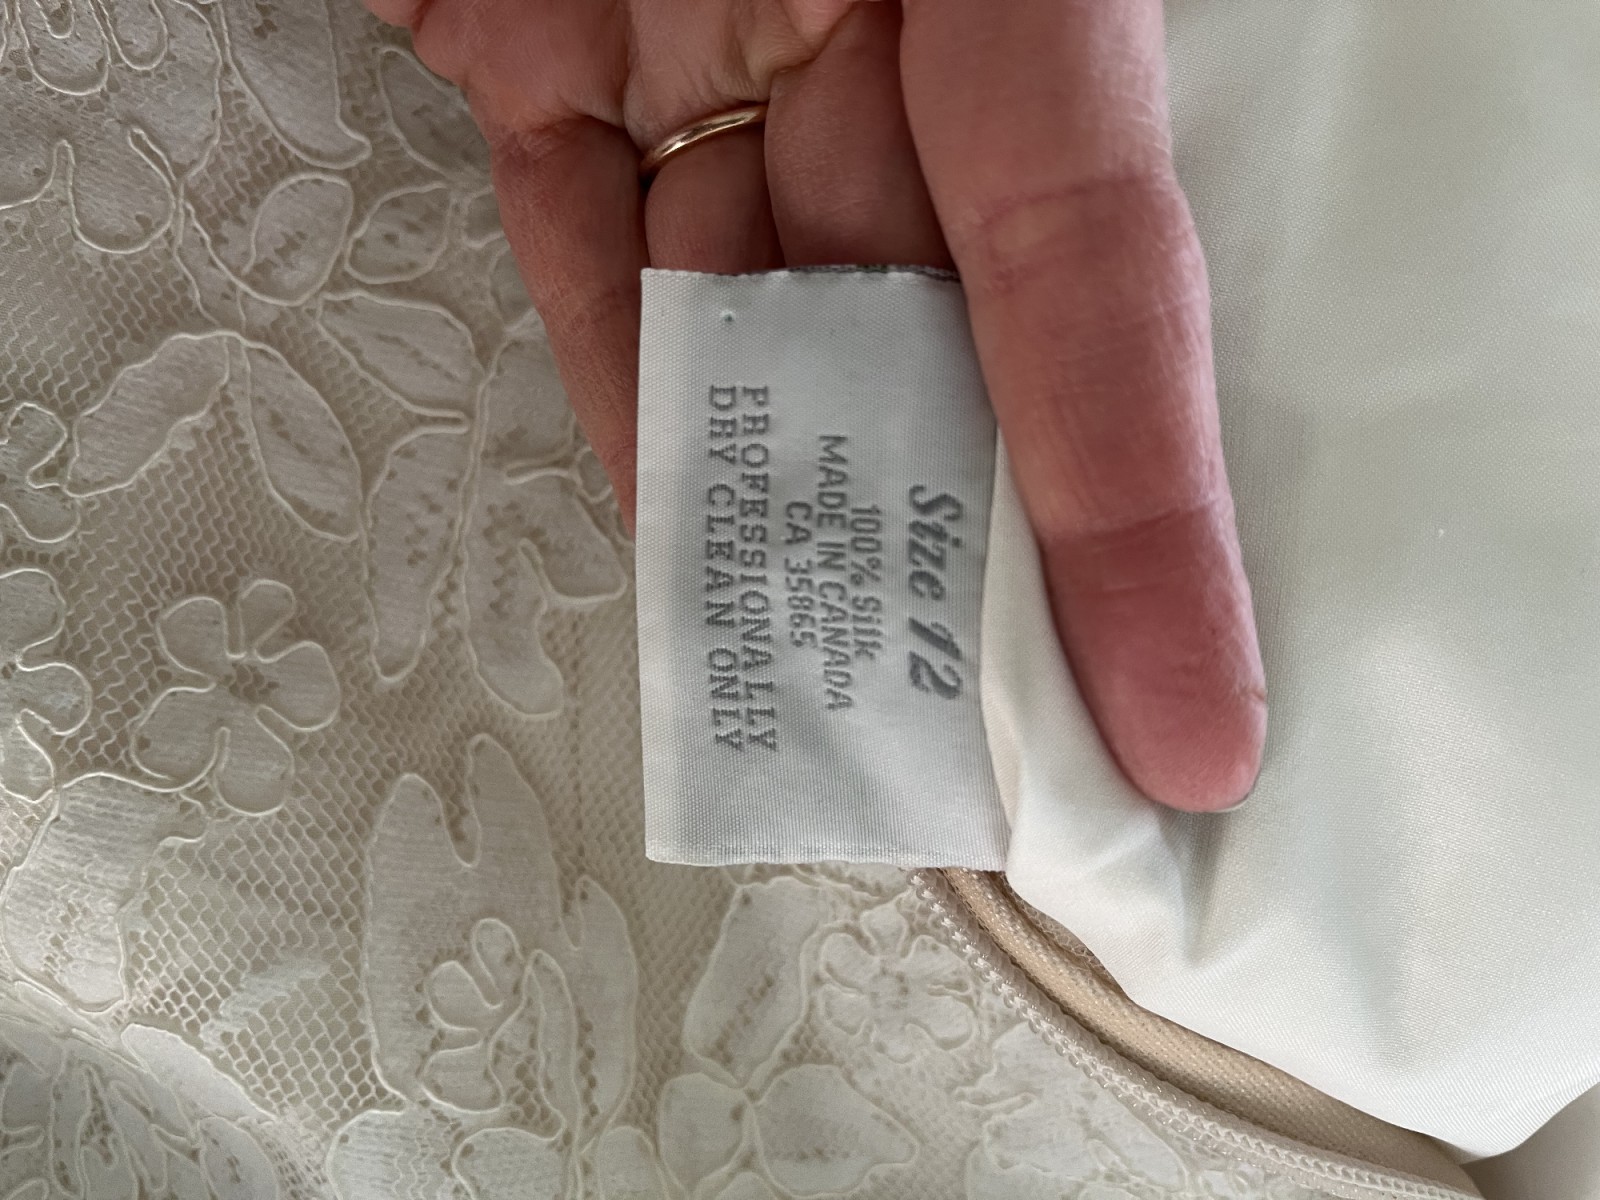 Size 12
100% Silk
MADE IN CANADA
CA 35865
PROFESSIONALLY
DRY CLEAN ONLY